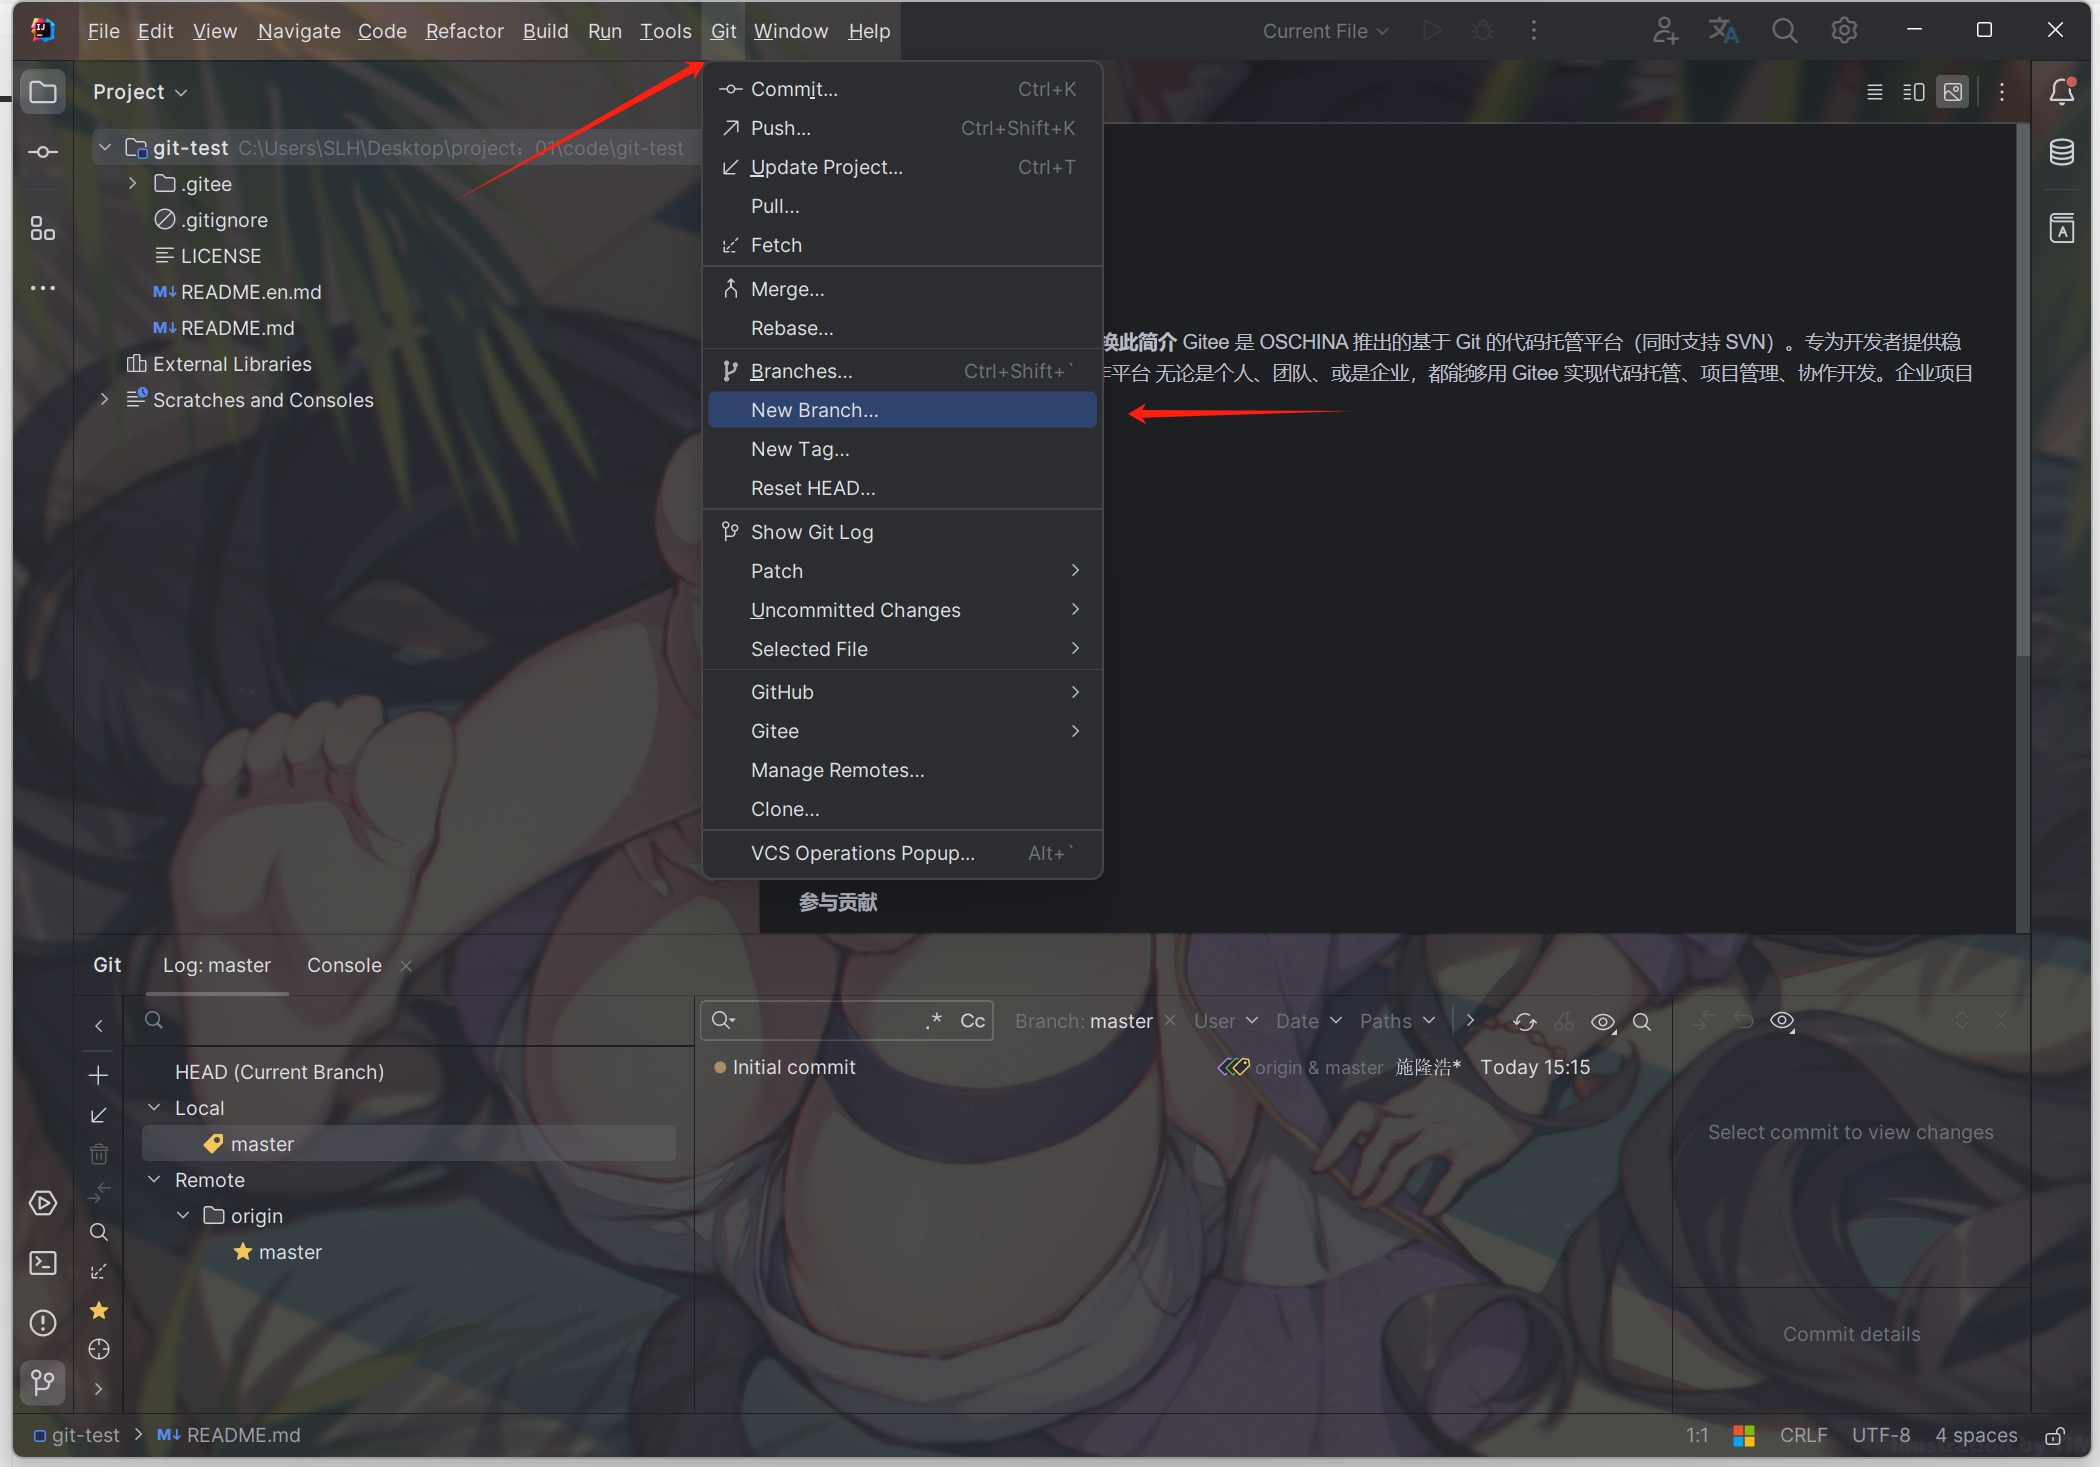 File Edit View Navigate Code Refactor Build Run Tools Git Window Help Current File
Project
git-test C:\Users\SLH\Desktop\project：01\code\git-test
.gitee
.gitignore
LICENSE
M↓ README.en.md
M↓ README.md
External Libraries
Scratches and Consoles
Commit... Ctrl+K
Push... Ctrl+Shift+K
Update Project... Ctrl+T
Pull...
Fetch
Merge...
Rebase...
Branches... Ctrl+Shift+`
New Branch...
New Tag...
Reset HEAD...
Show Git Log
Patch
Uncommitted Changes
Selected File
GitHub
Gitee
Manage Remotes...
Clone...
VCS Operations Popup... Alt+`
换此简介 Gitee 是 OSCHINA 推出的基于 Git 的代码托管平台（同时支持 SVN）。专为开发者提供稳
平台 无论是个人、团队、或是企业，都能够用 Gitee 实现代码托管、项目管理、协作开发。企业项目
参与贡献
Git Log: master Console
.* Cc Branch: master User Date Paths
HEAD (Current Branch)
Local
master
Remote
origin
master
Initial commit origin & master 施隆浩* Today 15:15
Select commit to view changes
Commit details
git-test M↓ README.md 1:1 CRLF UTF-8 4 spaces